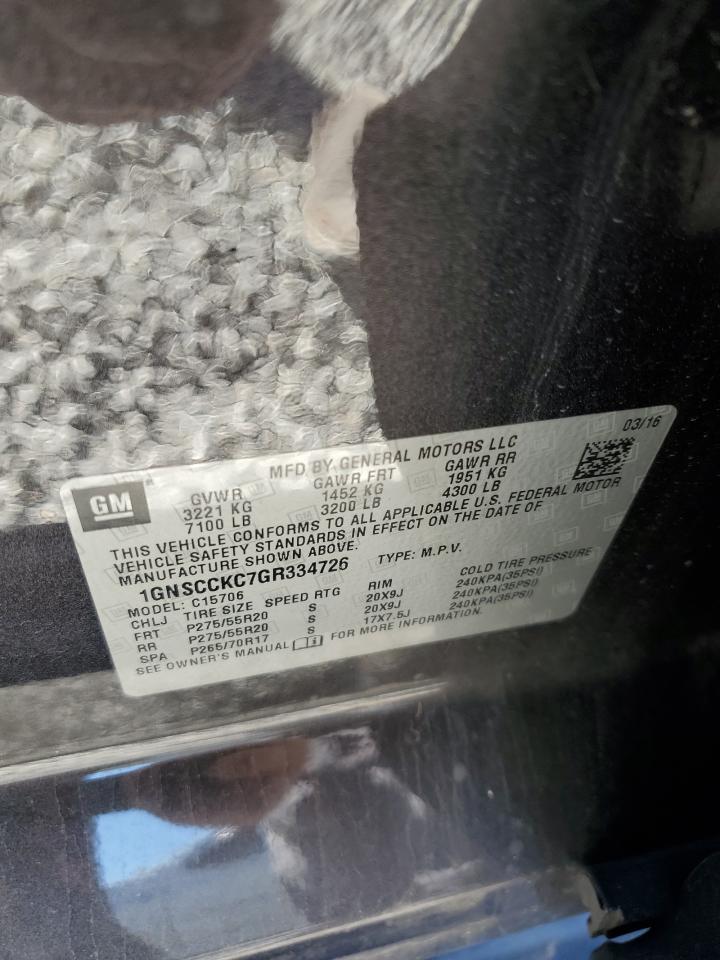 03/16
MFD BY GENERAL MOTORS LLC
GM
GVWR GAWR FRT GAWR RR
3221 KG 1452 KG 1951 KG
7100 LB 3200 LB 4300 LB
THIS VEHICLE CONFORMS TO ALL APPLICABLE U.S. FEDERAL MOTOR
VEHICLE SAFETY STANDARDS IN EFFECT ON THE DATE OF
MANUFACTURE SHOWN ABOVE.
1GNSCCKC7GR334726 TYPE: M.P.V.
MODEL: C15706
CHLJ TIRE SIZE SPEED RTG RIM COLD TIRE PRESSURE
FRT P275/55R20 S 20X9J 240KPA(35PSI)
RR P275/55R20 S 20X9J 240KPA(35PSI)
SPA P265/70R17 S 17X7.5J 240KPA(35PSI)
SEE OWNER'S MANUAL FOR MORE INFORMATION.